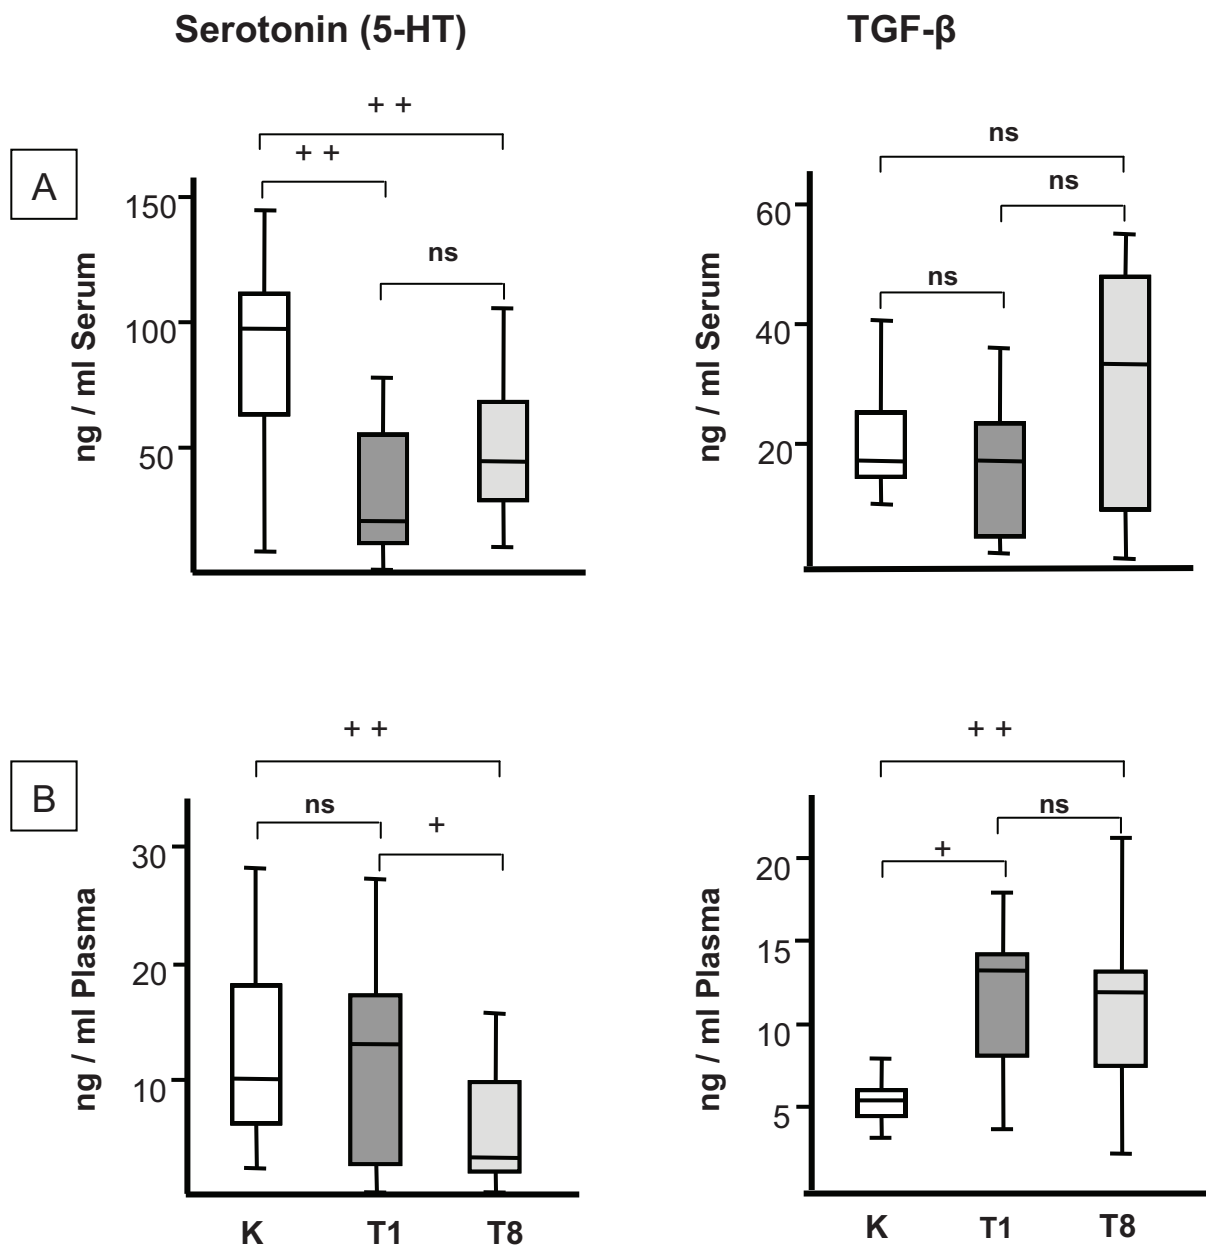 Serotonin (5-HT)
TGF-β
A
+ +
+ +
ns
150
100
50
ng / ml Serum
ns
ns
ns
60
40
20
ng / ml Serum
B
+ +
ns
+
30
20
10
ng / ml Plasma
K T1 T8
+ +
ns
+
20
15
10
5
ng / ml Plasma
K T1 T8